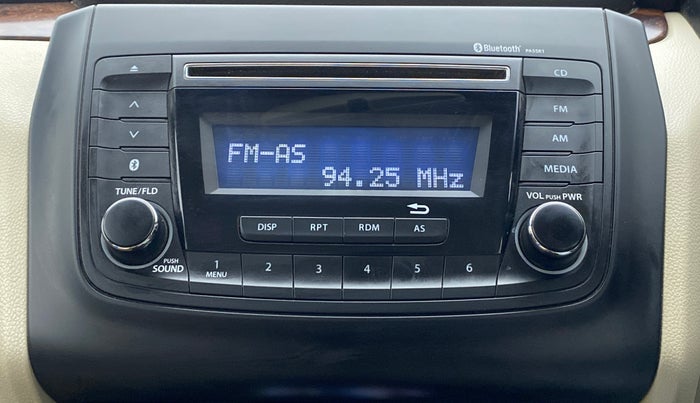 Bluetooth® PA35R1
CD
FM
AM
MEDIA
FM-AS
94.25 MHz
TUNE/FLD
VOL PUSH PWR
DISP RPT RDM AS
PUSH
SOUND
1 2 3 4 5 6
MENU